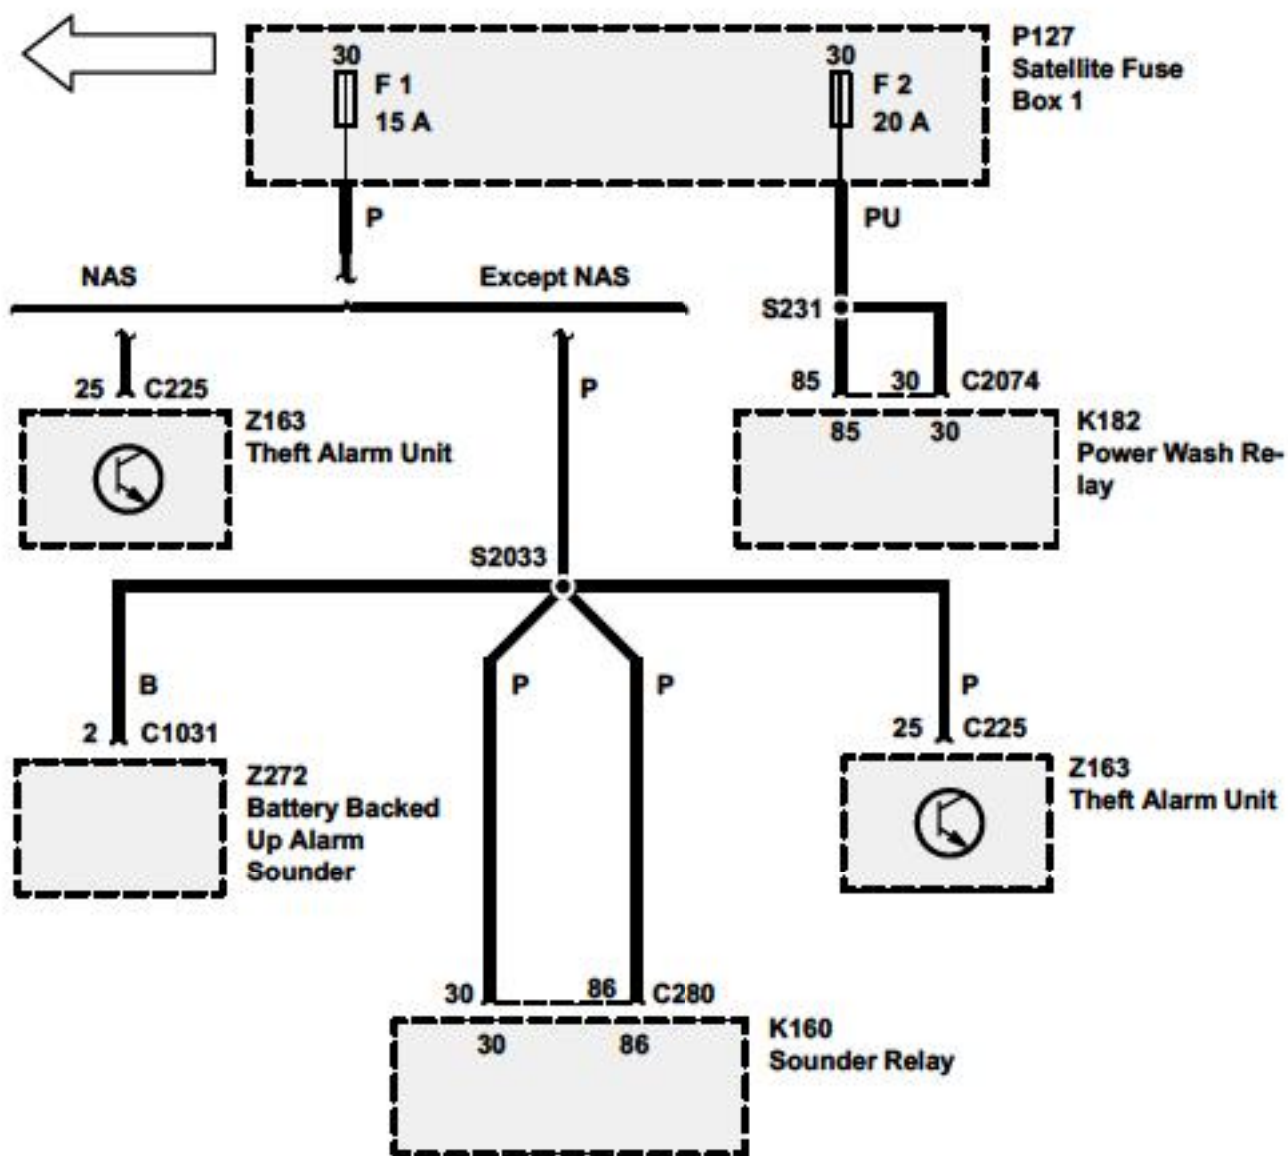 P127
Satellite Fuse
Box 1
30
F 1
15 A
30
F 2
20 A
P
PU
NAS
Except NAS
S231
25 C225
P
85 30 C2074
Z163
Theft Alarm Unit
85 30
K182
Power Wash Re-
lay
S2033
B
P
P
P
2 C1031
25 C225
Z272
Battery Backed
Up Alarm
Sounder
Z163
Theft Alarm Unit
30 86 C280
30 86
K160
Sounder Relay